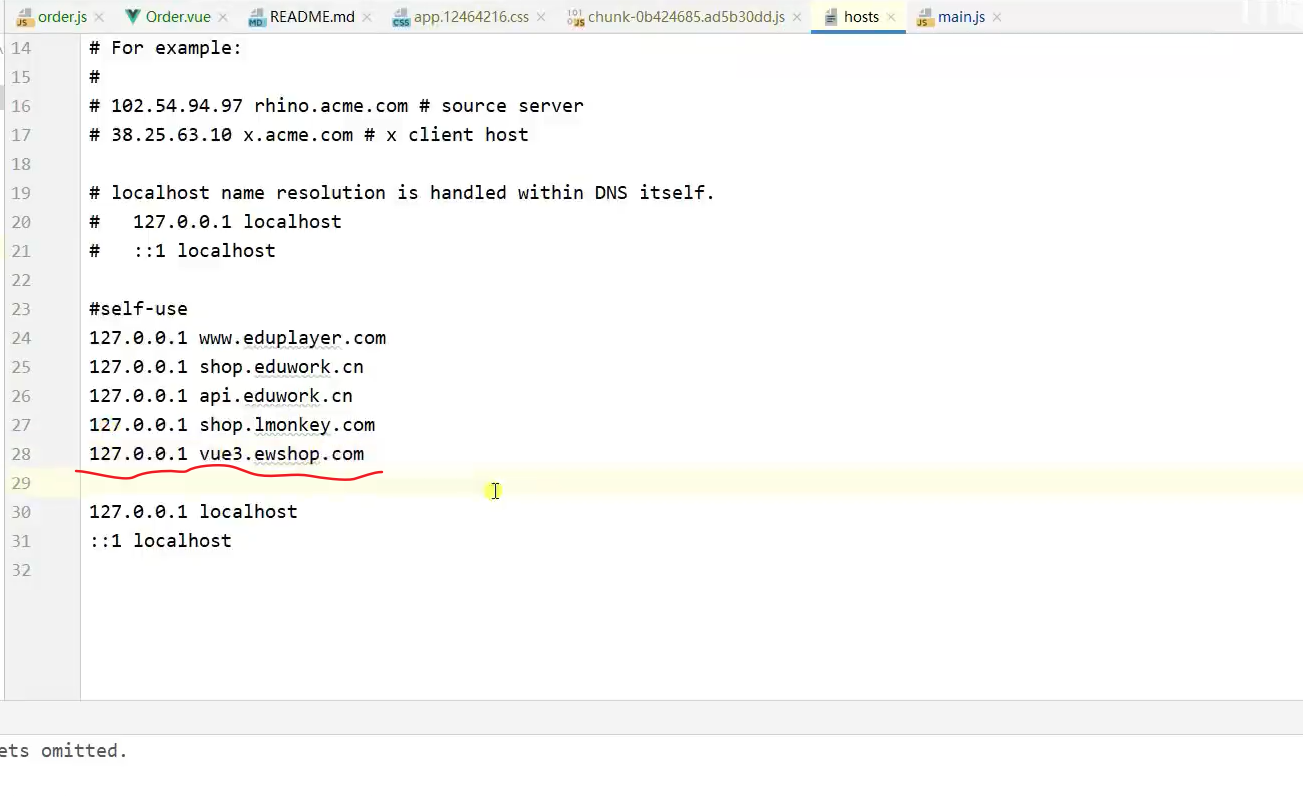 order.js Order.vue README.md app.12464216.css chunk-0b424685.ad5b30dd.js hosts main.js
14 # For example:
15 #
16 # 102.54.94.97 rhino.acme.com # source server
17 # 38.25.63.10 x.acme.com # x client host
18
19 # localhost name resolution is handled within DNS itself.
20 #   127.0.0.1 localhost
21 #   ::1 localhost
22
23 #self-use
24 127.0.0.1 www.eduplayer.com
25 127.0.0.1 shop.eduwork.cn
26 127.0.0.1 api.eduwork.cn
27 127.0.0.1 shop.lmonkey.com
28 127.0.0.1 vue3.ewshop.com
29
30 127.0.0.1 localhost
31 ::1 localhost
32
ets omitted.